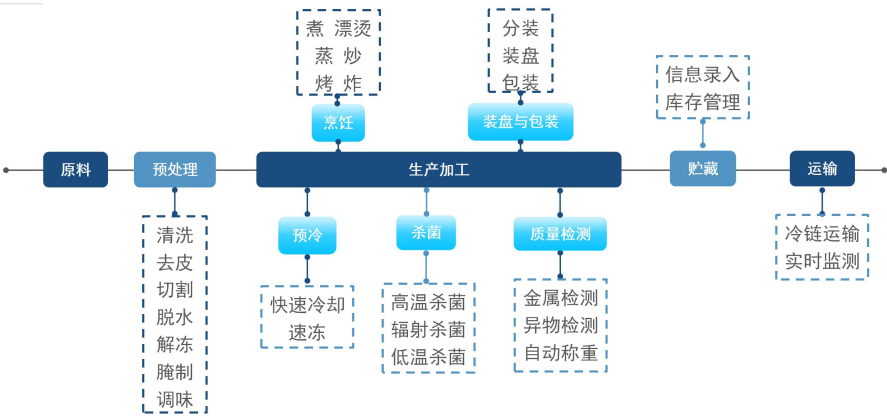 煮 漂烫
蒸 炒
烤 炸
烹饪
分装
装盘
包装
装盘与包装
信息录入
库存管理
原料
预处理
生产加工
贮藏
运输
清洗
去皮
切割
脱水
解冻
腌制
调味
预冷
快速冷却
速冻
杀菌
高温杀菌
辐射杀菌
低温杀菌
质量检测
金属检测
异物检测
自动称重
冷链运输
实时监测